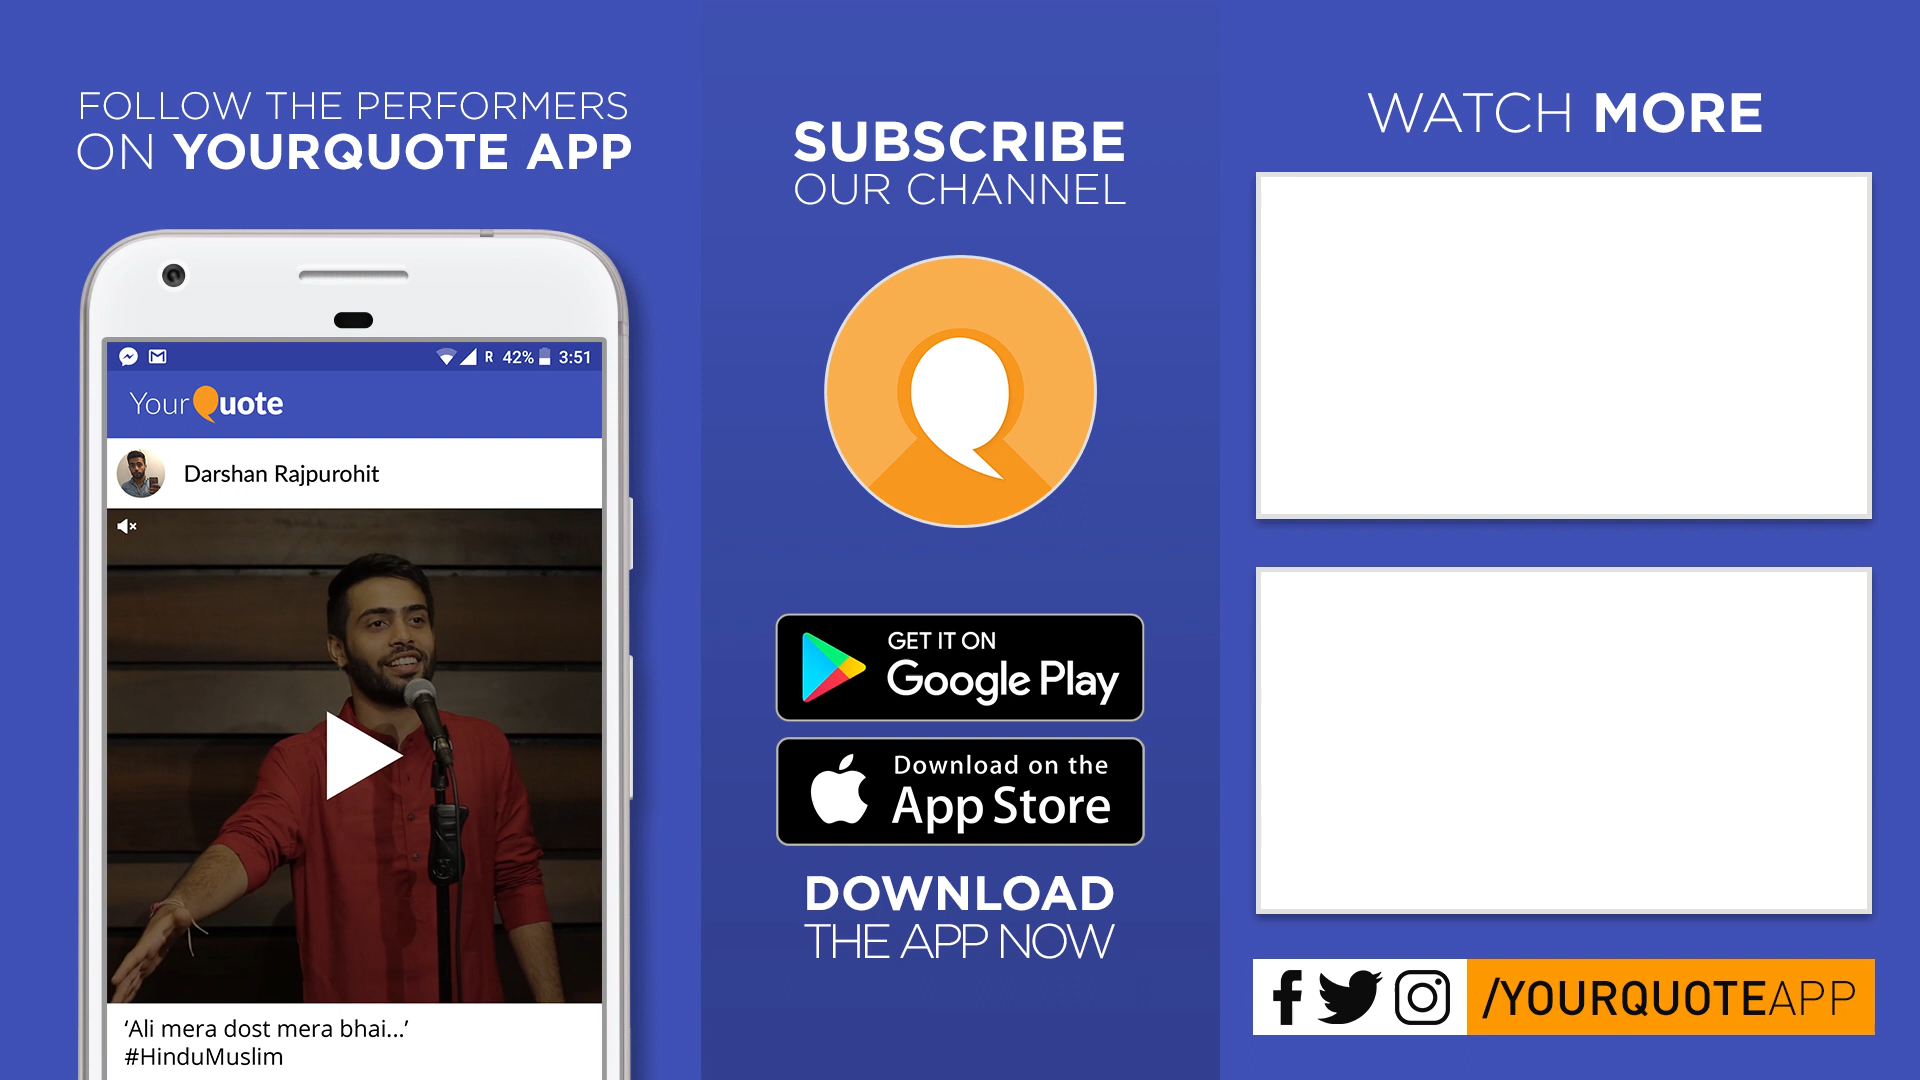 FOLLOW THE PERFORMERS
ON YOURQUOTE APP
R 42% 3:51
YourQuote
Darshan Rajpurohit
‘Ali mera dost mera bhai...’
#HinduMuslim
SUBSCRIBE
OUR CHANNEL
GET IT ON
Google Play
Download on the
App Store
DOWNLOAD
THE APP NOW
WATCH MORE
/YOURQUOTEAPP